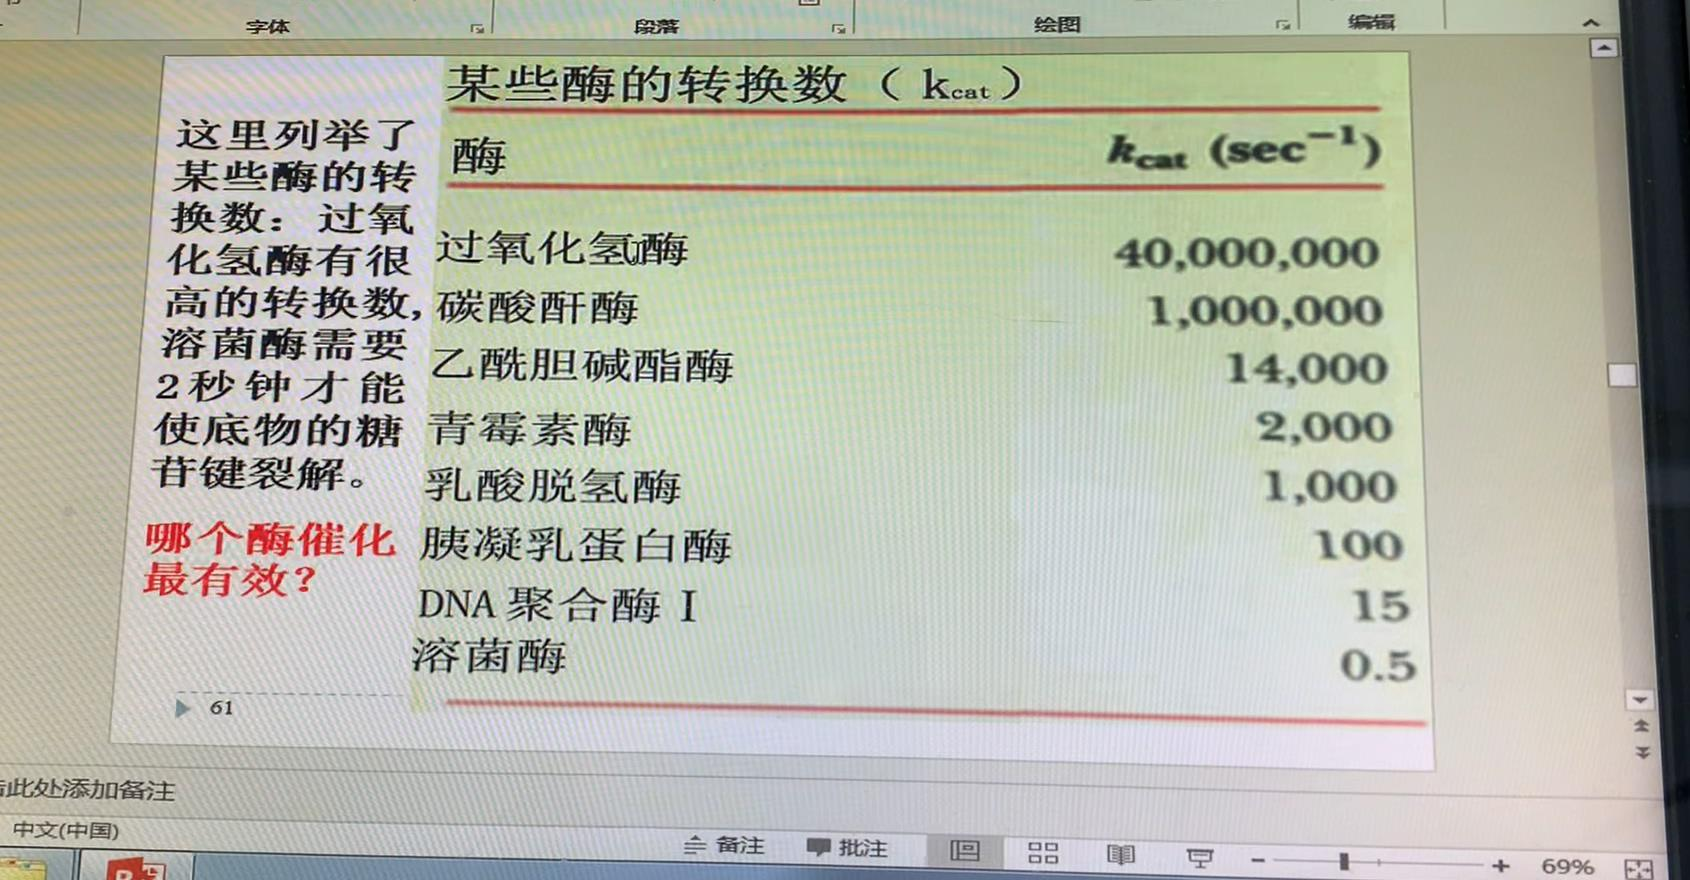 字体
段落
绘图
编辑
某些酶的转换数（kcat）
这里列举了
某些酶的转
换数：过氧
化氢酶有很
高的转换数，
溶菌酶需要
2秒钟才能
使底物的糖
苷键裂解。
哪个酶催化
最有效？
酶 kcat (sec⁻¹)
过氧化氢酶 40,000,000
碳酸酐酶 1,000,000
乙酰胆碱酯酶 14,000
青霉素酶 2,000
乳酸脱氢酶 1,000
胰凝乳蛋白酶 100
DNA聚合酶 I 15
溶菌酶 0.5
61
此处添加备注
中文(中国)
备注
批注
69%